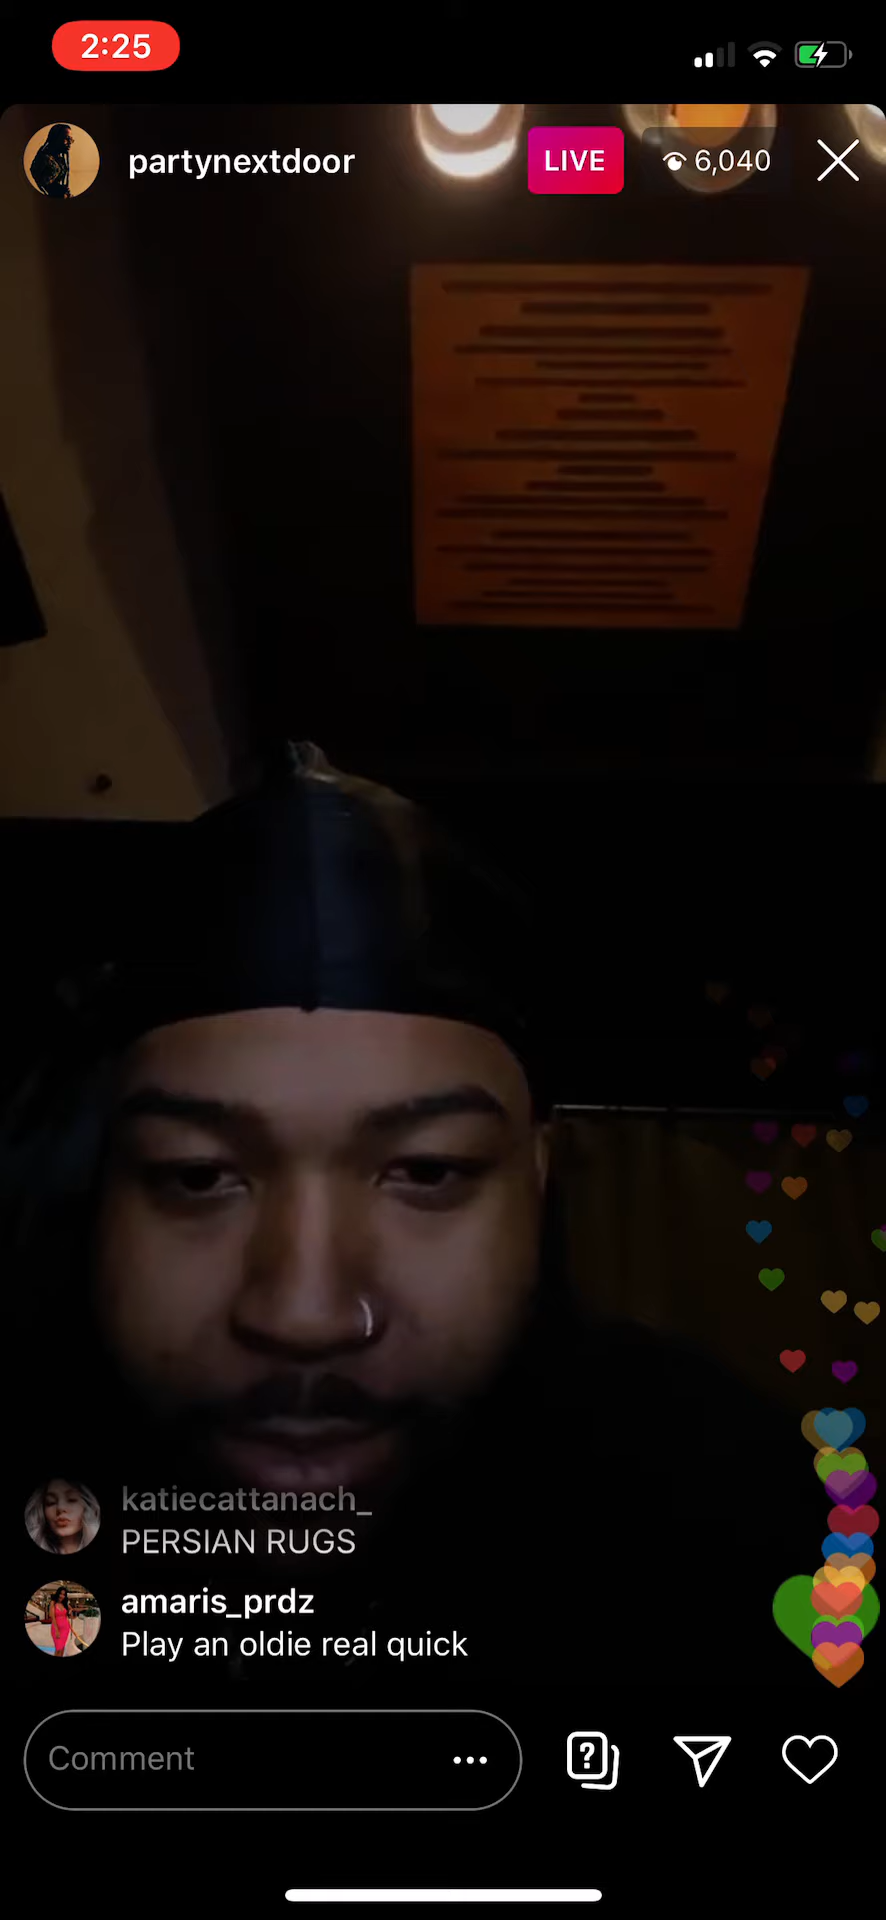 2:25
partynextdoor
LIVE
6,040
katiecattanach_
PERSIAN RUGS
amaris_prdz
Play an oldie real quick
Comment
?